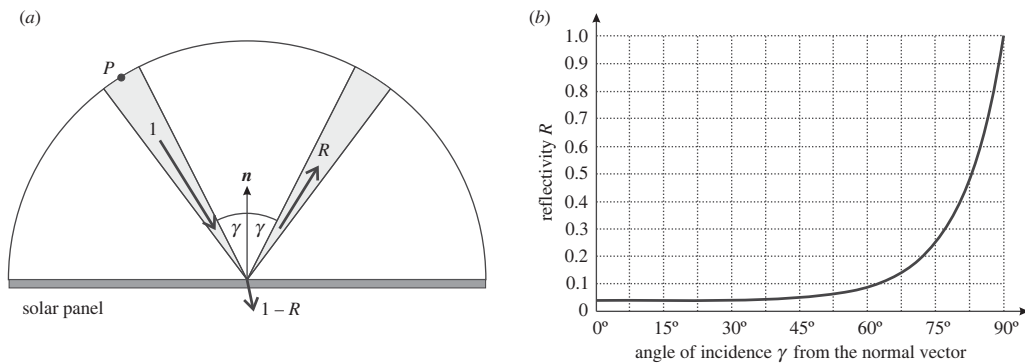 (a)
P
1
R
n
γ
γ
solar panel
1 – R
(b)
reflectivity R
1.0
0.9
0.8
0.7
0.6
0.5
0.4
0.3
0.2
0.1
0
0º
15º
30º
45º
60º
75º
90º
angle of incidence γ from the normal vector